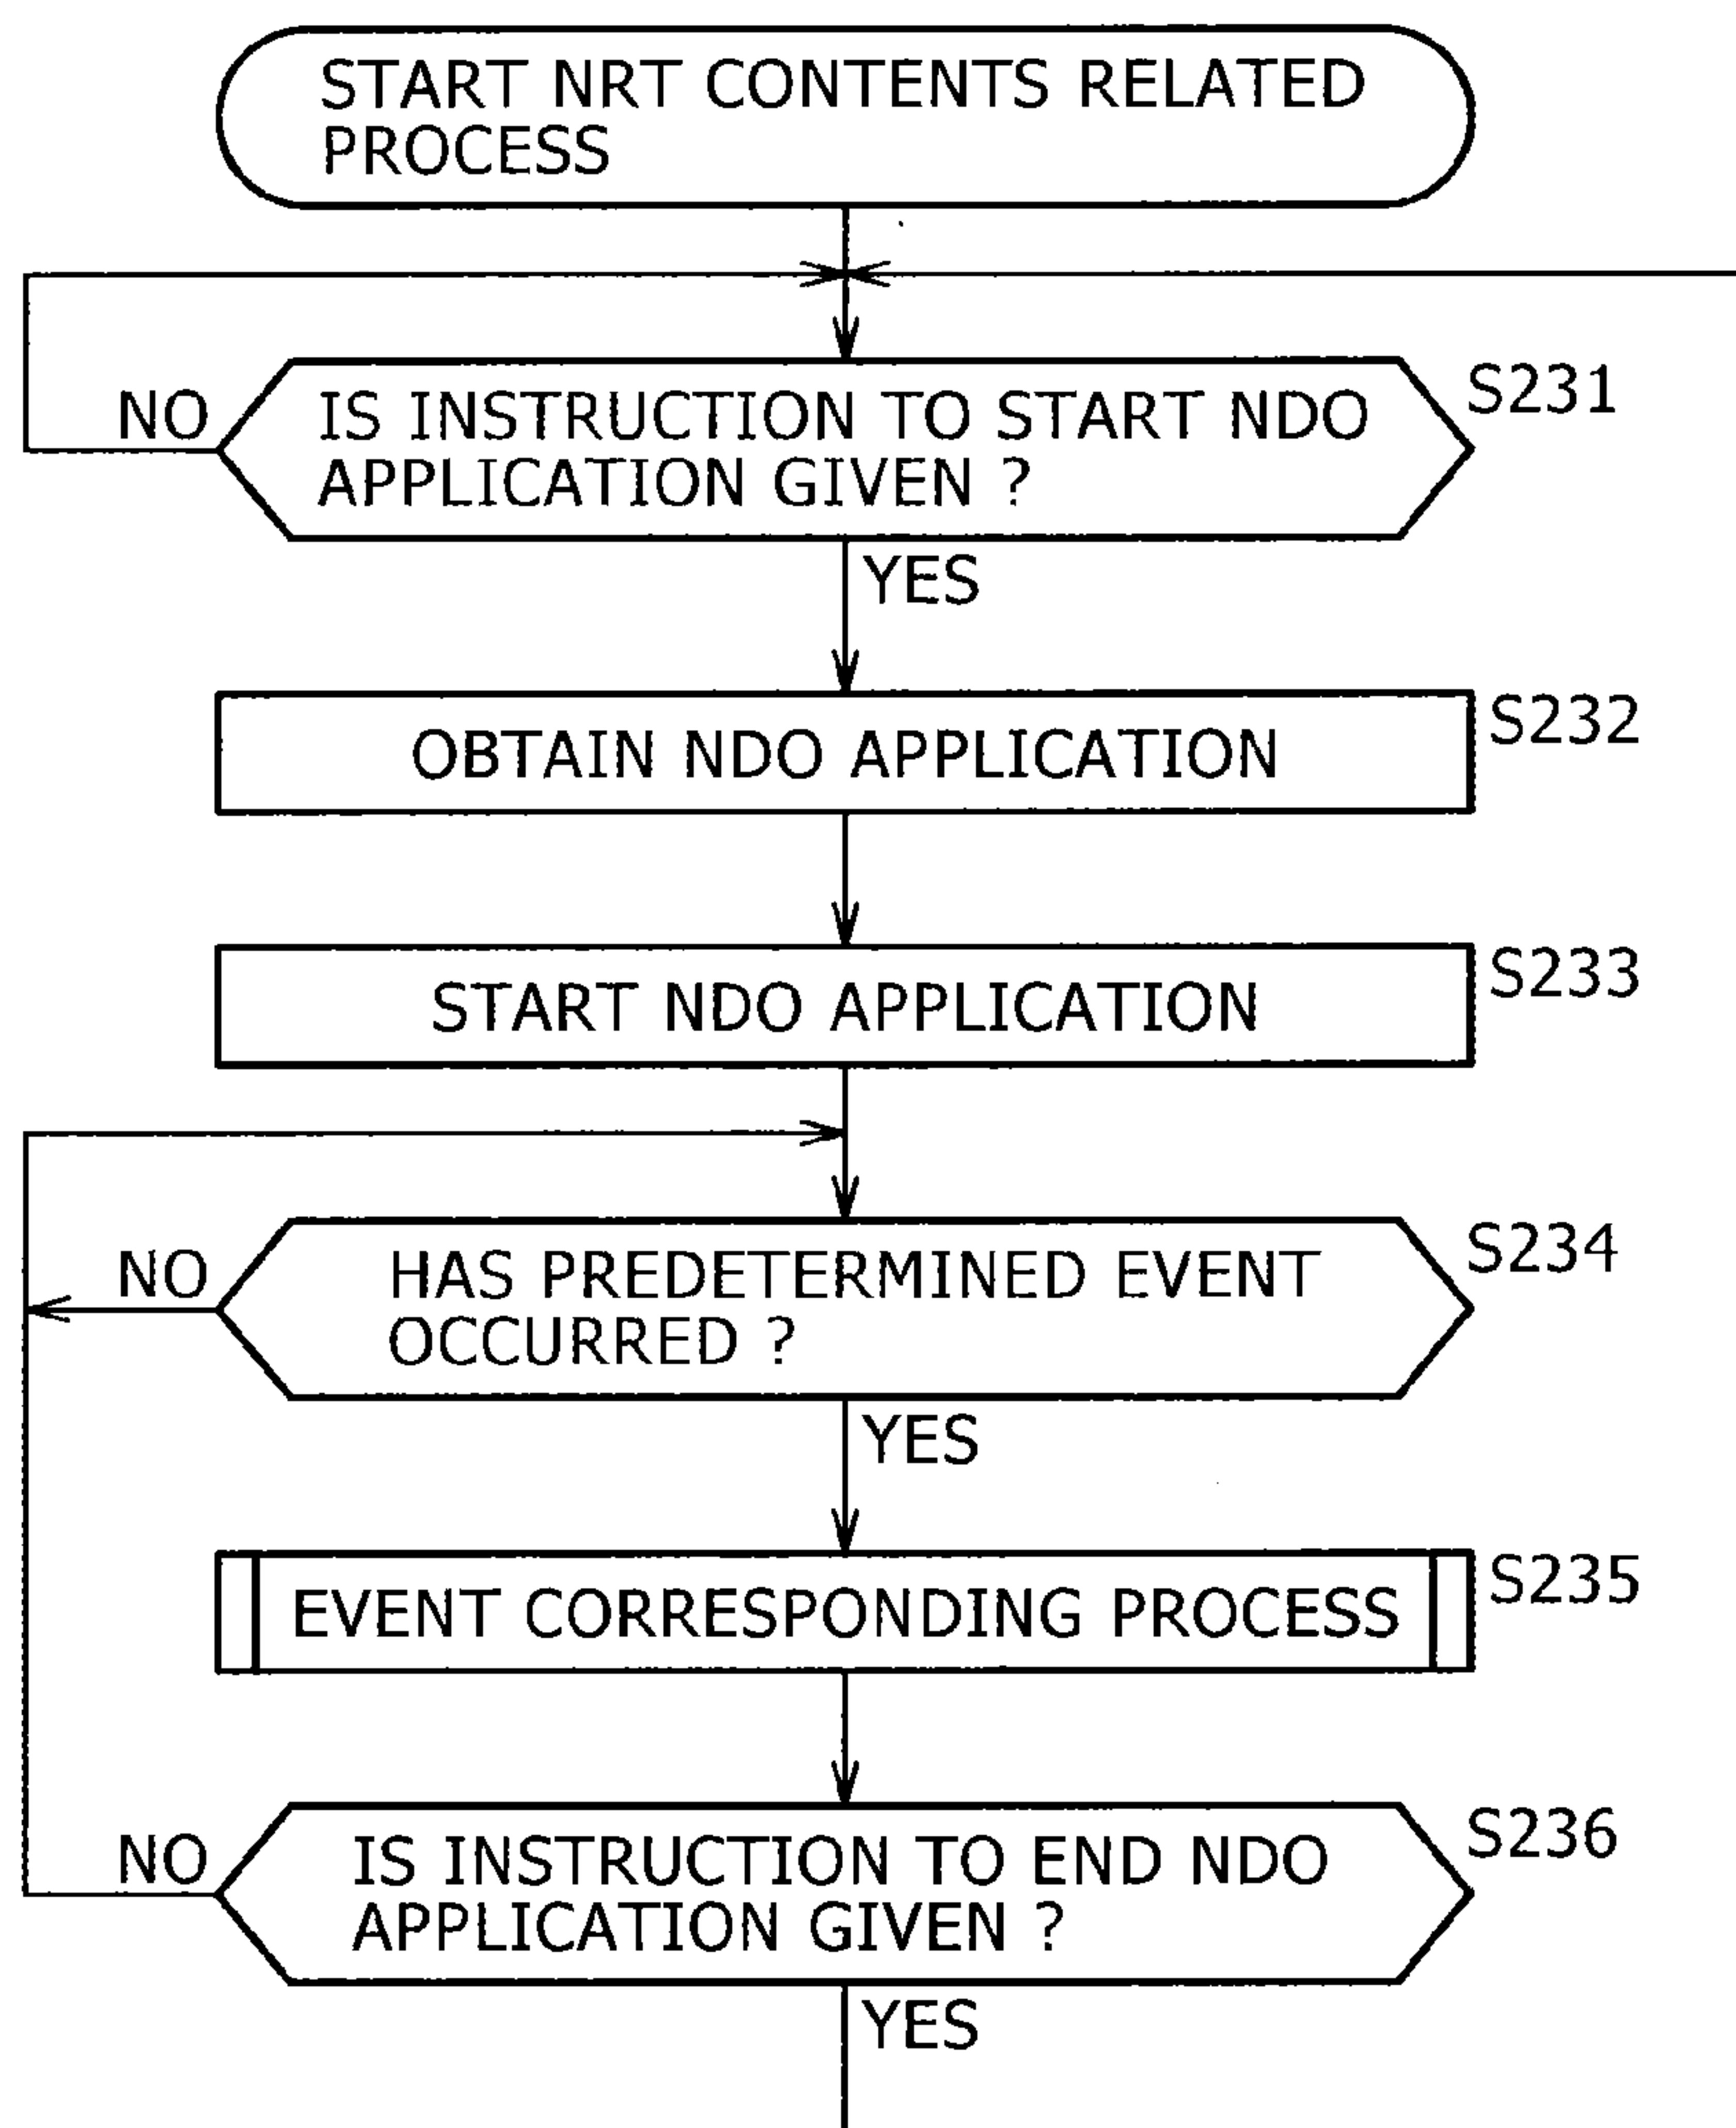 START NRT CONTENTS RELATED
PROCESS
NO
IS INSTRUCTION TO START NDO
APPLICATION GIVEN ?
S231
YES
OBTAIN NDO APPLICATION
S232
START NDO APPLICATION
S233
NO
HAS PREDETERMINED EVENT
OCCURRED ?
S234
YES
EVENT CORRESPONDING PROCESS
S235
NO
IS INSTRUCTION TO END NDO
APPLICATION GIVEN ?
S236
YES